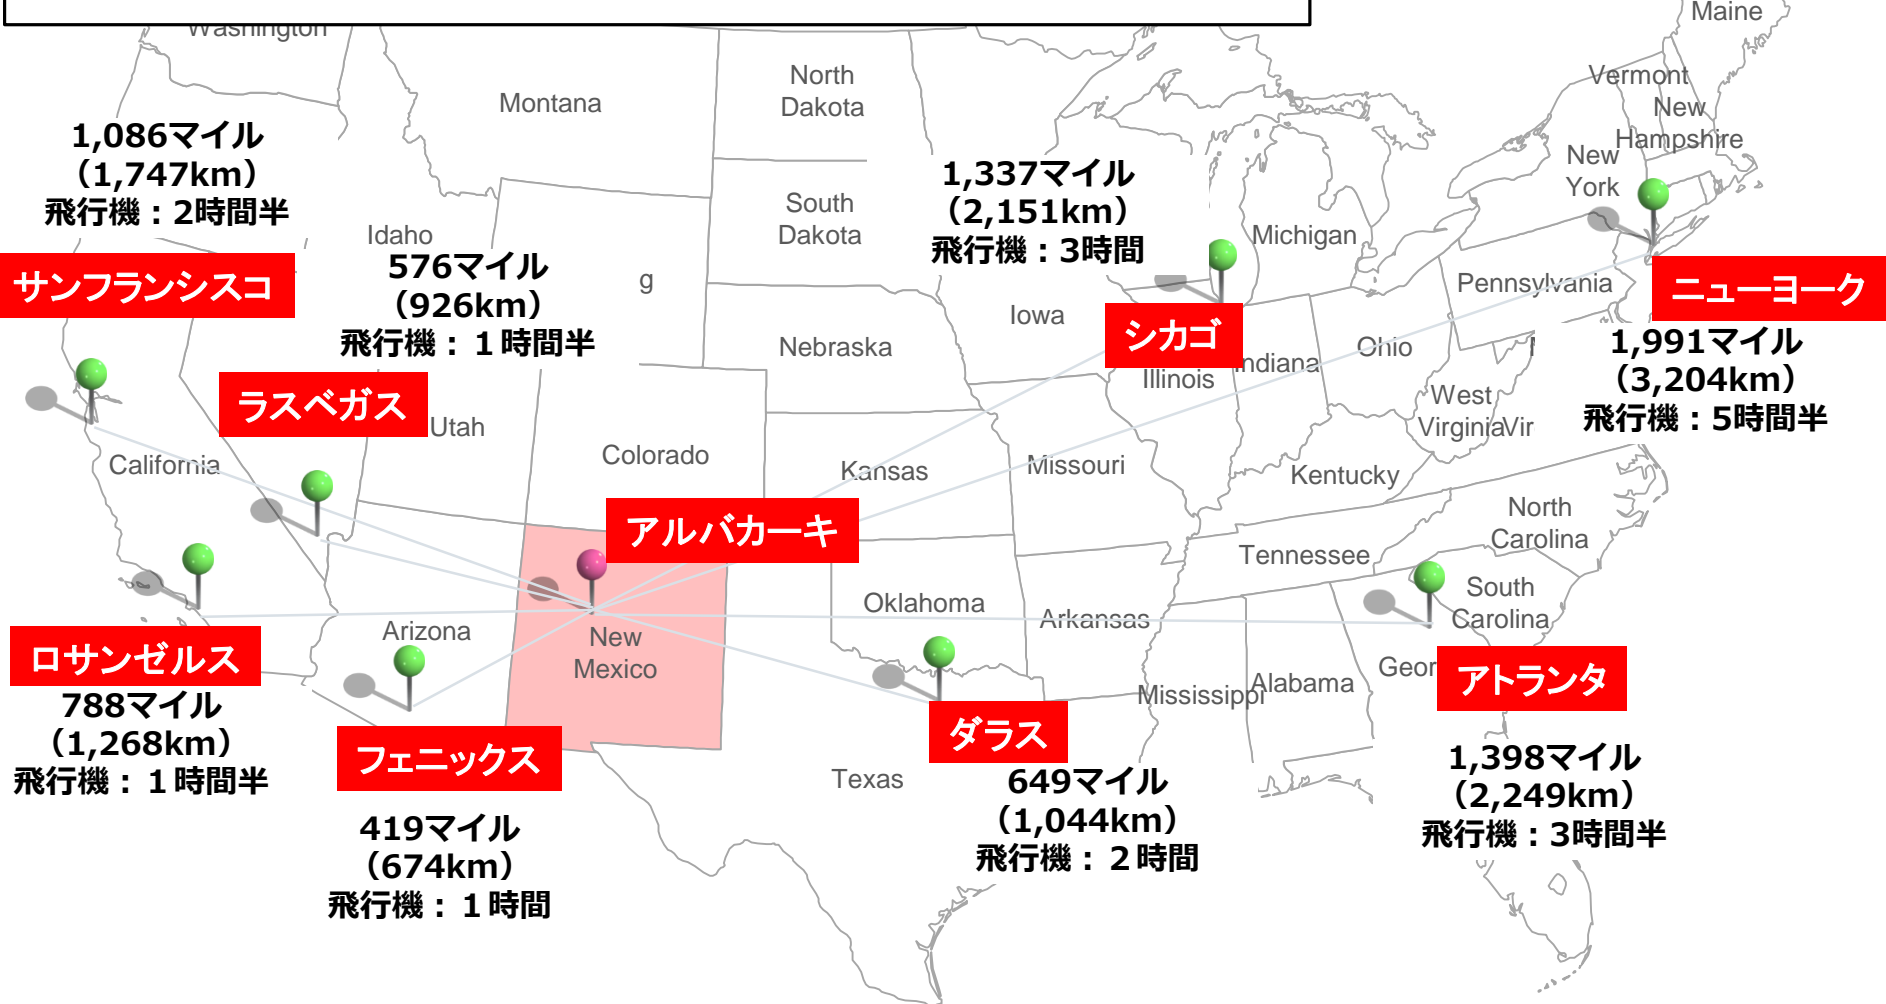 Maine
Washington
North
Dakota
Montana
Vermont
New
Hampshire
New
York
1,086マイル
（1,747km）
飛行機：2時間半
サンフランシスコ
Idaho
576マイル
（926km）
飛行機：１時間半
ラスベガス
South
Dakota
1,337マイル
（2,151km）
飛行機：3時間
シカゴ
Michigan
Pennsylvania
ニューヨーク
1,991マイル
（3,204km）
飛行機：5時間半
g
Iowa
Nebraska
Illinois
ndiana
Ohio
West
Virginia
Vir
Utah
Colorado
California
Kansas
Missouri
Kentucky
North
Carolina
アルバカーキ
Tennessee
South
Carolina
Oklahoma
Arkansas
Arizona
New
Mexico
ロサンゼルス
788マイル
（1,268km）
飛行機：１時間半
フェニックス
419マイル
（674km）
飛行機：１時間
ダラス
649マイル
（1,044km）
飛行機：２時間
Texas
Mississippi
Alabama
Geor
アトランタ
1,398マイル
（2,249km）
飛行機：3時間半